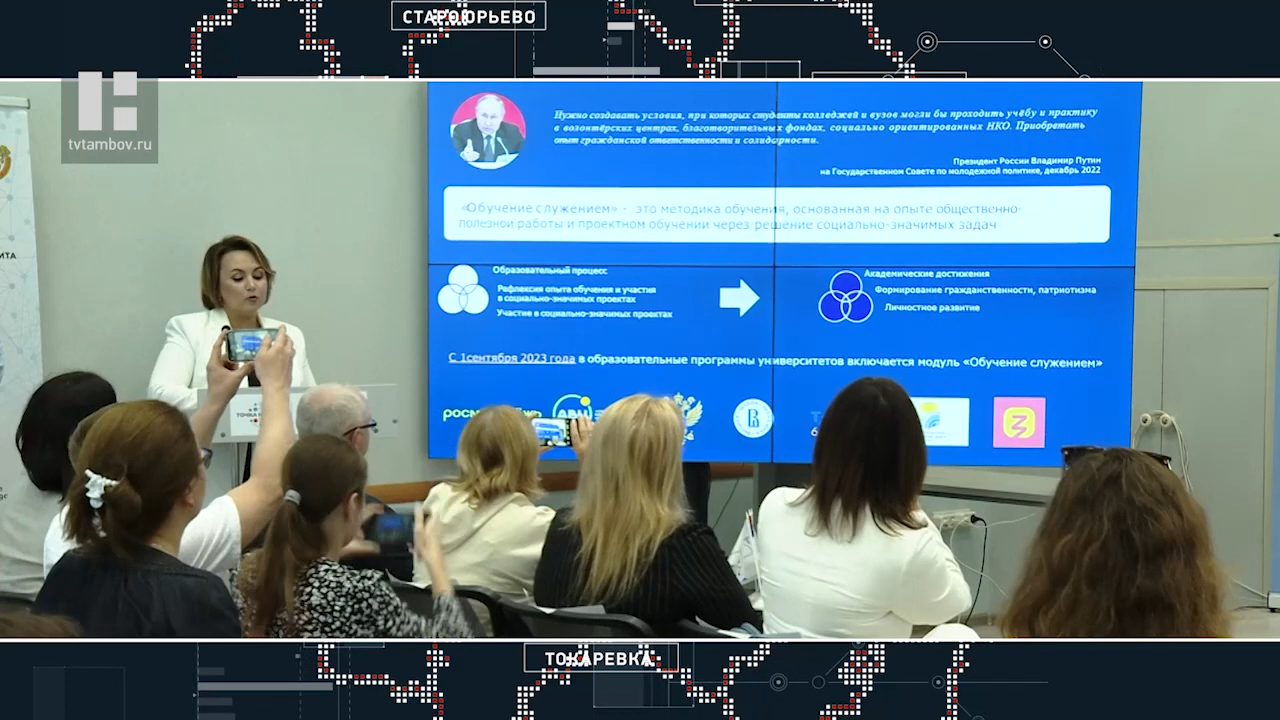 СТАРОЮРЬЕВО
tvtambov.ru
Нужно создавать условия, при которых студенты колледжей и вузов могли бы проходить учёбу и практику
в волонтёрских центрах, благотворительных фондах, социально ориентированных НКО. Приобретать
опыт гражданской ответственности и солидарности.
Президент России Владимир Путин
на Государственном Совете по молодежной политике, декабрь 2022
«Обучение служением» - это методика обучения, основанная на опыте общественно-
полезной работы и проектном обучении через решение социально-значимых задач
Образовательный процесс
Рефлексия опыта обучения и участия
в социально-значимых проектах
Участие в социально-значимых проектах
Академические достижения
Формирование гражданственности, патриотизма
Личностное развитие
С 1сентября 2023 года в образовательные программы университетов включается модуль «Обучение служением»
ТОЧКА
ТОКАРЕВКА